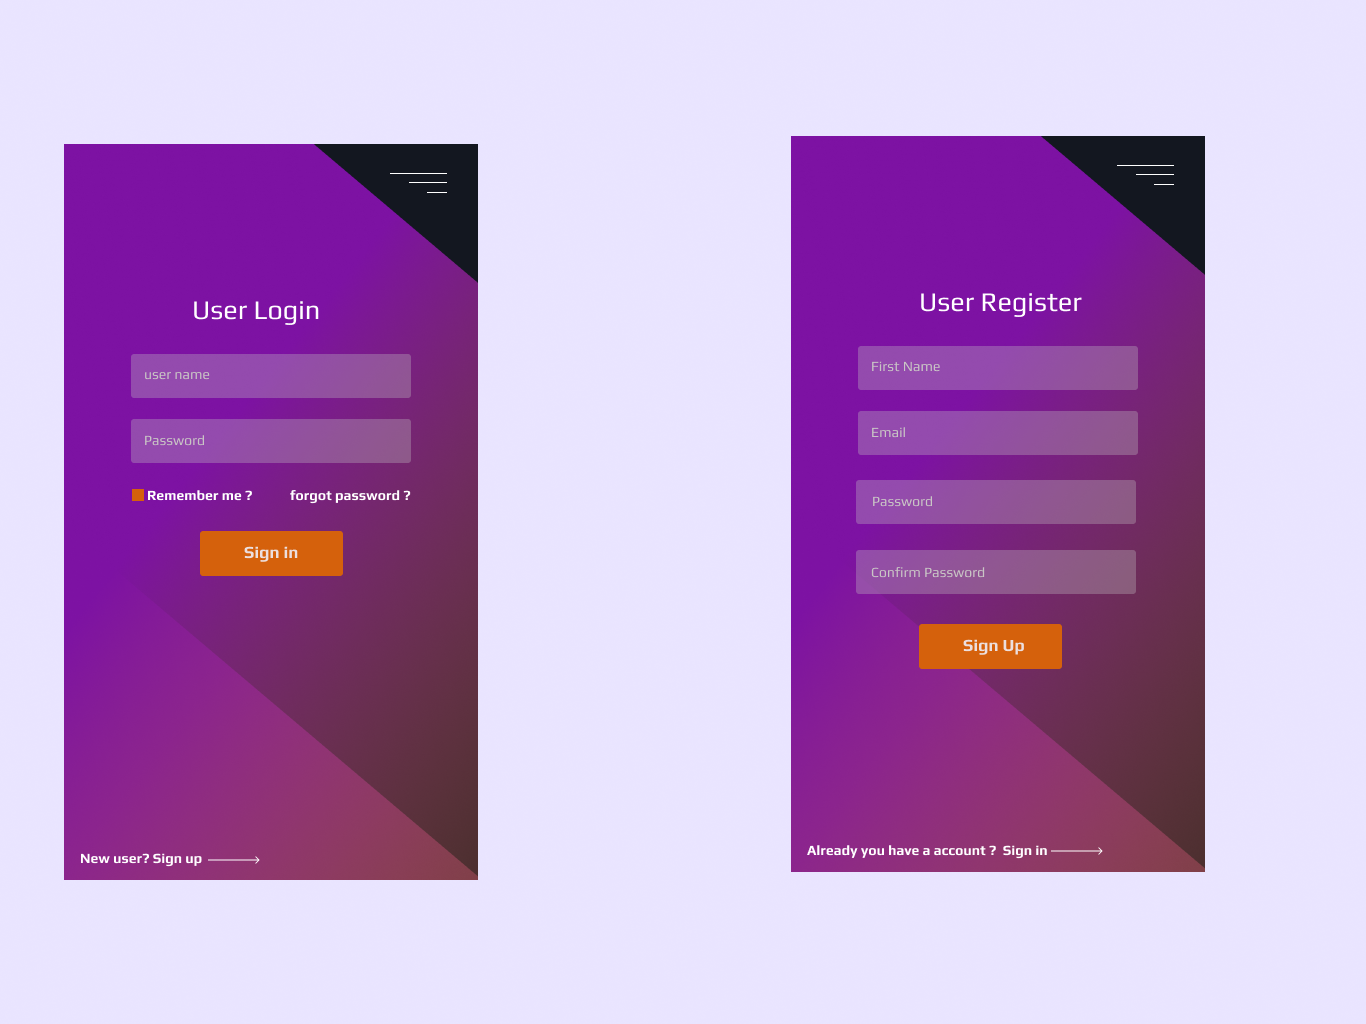 User Login
user name
Password
Remember me ? forgot password ?
Sign in
New user? Sign up
User Register
First Name
Email
Password
Confirm Password
Sign Up
Already you have a account ? Sign in